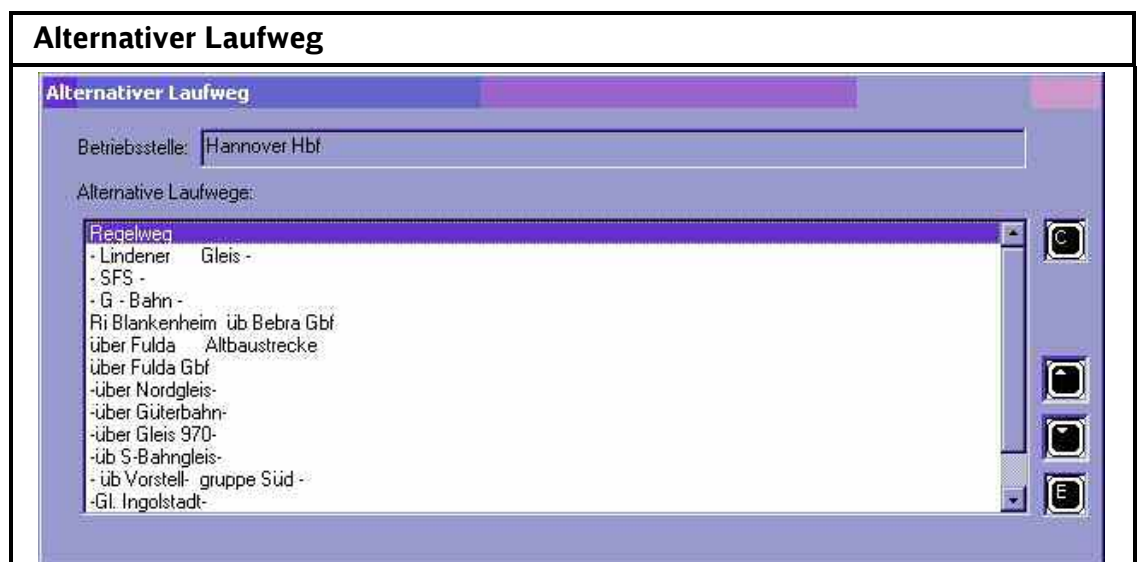 Alternativer Laufweg
Alternativer Laufweg
Betriebsstelle: Hannover Hbf
Alternative Laufwege:
Regelweg
- Lindener Gleis -
- SFS -
- G - Bahn -
Ri Blankenheim üb Bebra Gbf
über Fulda Altbaustrecke
über Fulda Gbf
-über Nordgleis-
-über Güterbahn-
-über Gleis 970-
-üb S-Bahngleis-
- üb Vorstell- gruppe Süd -
-Gl. Ingolstadt-
C
E